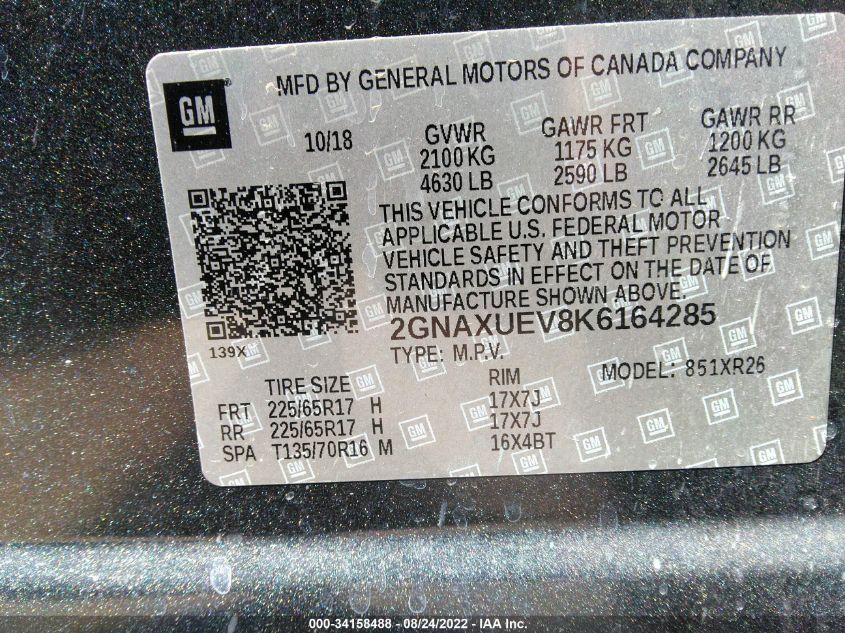 MFD BY GENERAL MOTORS OF CANADA COMPANY
GM
10/18 GVWR GAWR FRT GAWR RR
2100 KG 1175 KG 1200 KG
4630 LB 2590 LB 2645 LB
THIS VEHICLE CONFORMS TO ALL
APPLICABLE U.S. FEDERAL MOTOR
VEHICLE SAFETY AND THEFT PREVENTION
STANDARDS IN EFFECT ON THE DATE OF
MANUFACTURE SHOWN ABOVE.
2GNAXUEV8K6164285
139X TYPE: M.P.V. MODEL: 851XR26
TIRE SIZE RIM
FRT 225/65R17 H 17X7J
RR 225/65R17 H 17X7J
SPA T135/70R16 M 16X4BT
000-34158488 - 08/24/2022 - IAA Inc.